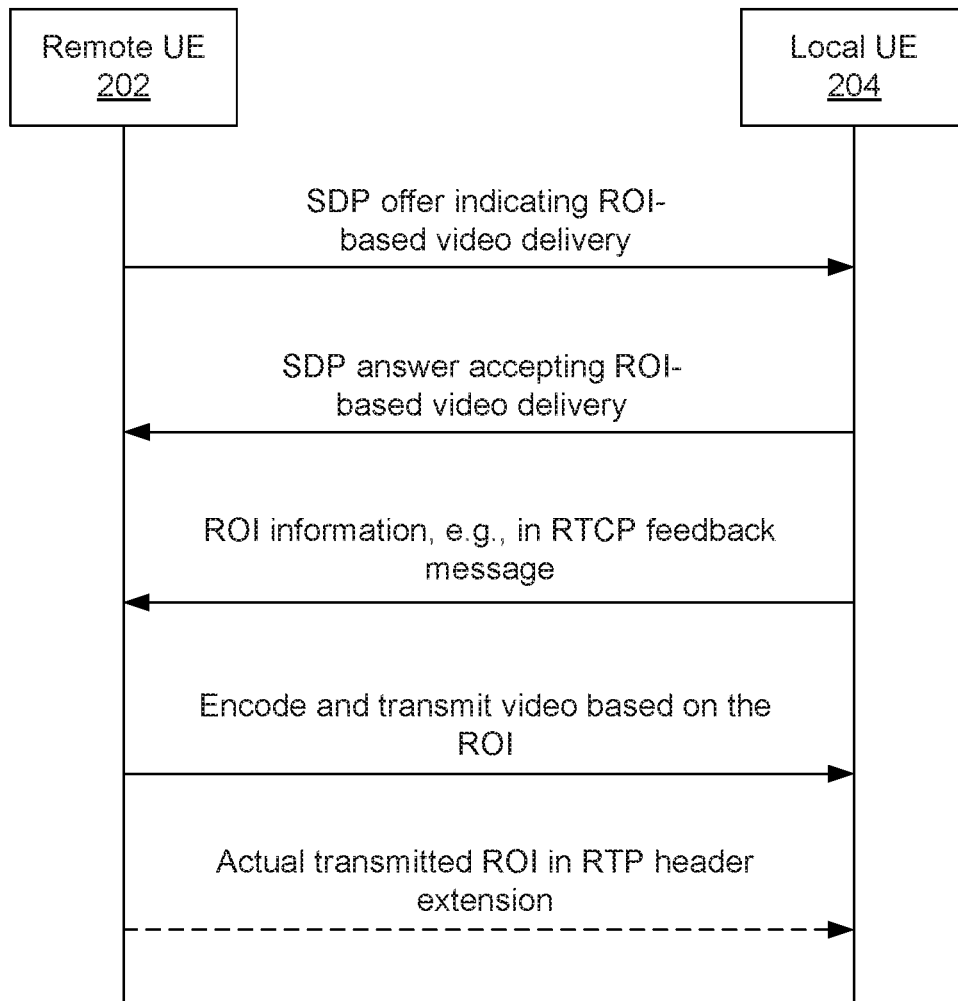 Remote UE
202
Local UE
204
SDP offer indicating ROI-
based video delivery
SDP answer accepting ROI-
based video delivery
ROI information, e.g., in RTCP feedback
message
Encode and transmit video based on the
ROI
Actual transmitted ROI in RTP header
extension